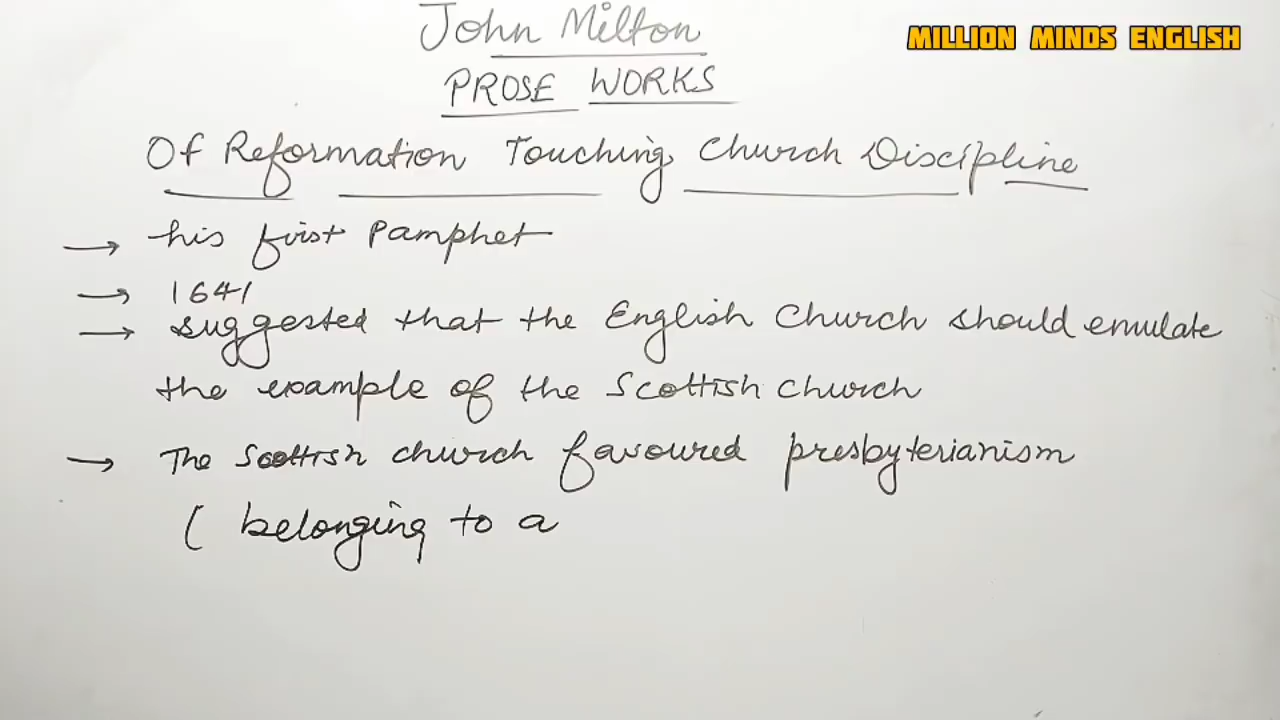 John Milton
MILLION MINDS ENGLISH
PROSE WORKS
Of Reformation Touching Church Discipline
→ his first Pamphet
→ 1641
→ suggested that the English Church should emulate
the example of the Scottish church
→ The Scottish church favoured presbyterianism
( belonging to a